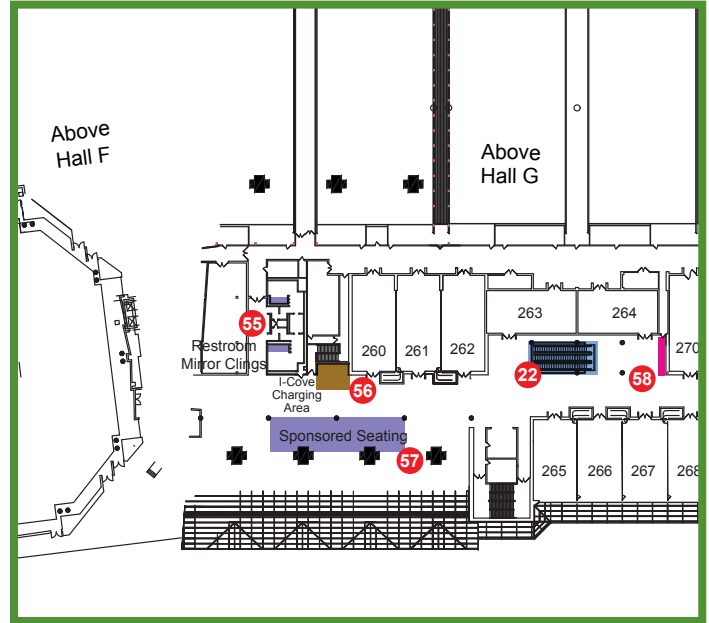 Above
Hall F
Above
Hall G
263
264
55
260
261
262
270
Restroom
Mirror Clings
22
58
I-Cove
Charging
Area
56
Sponsored Seating
57
265
266
267
268